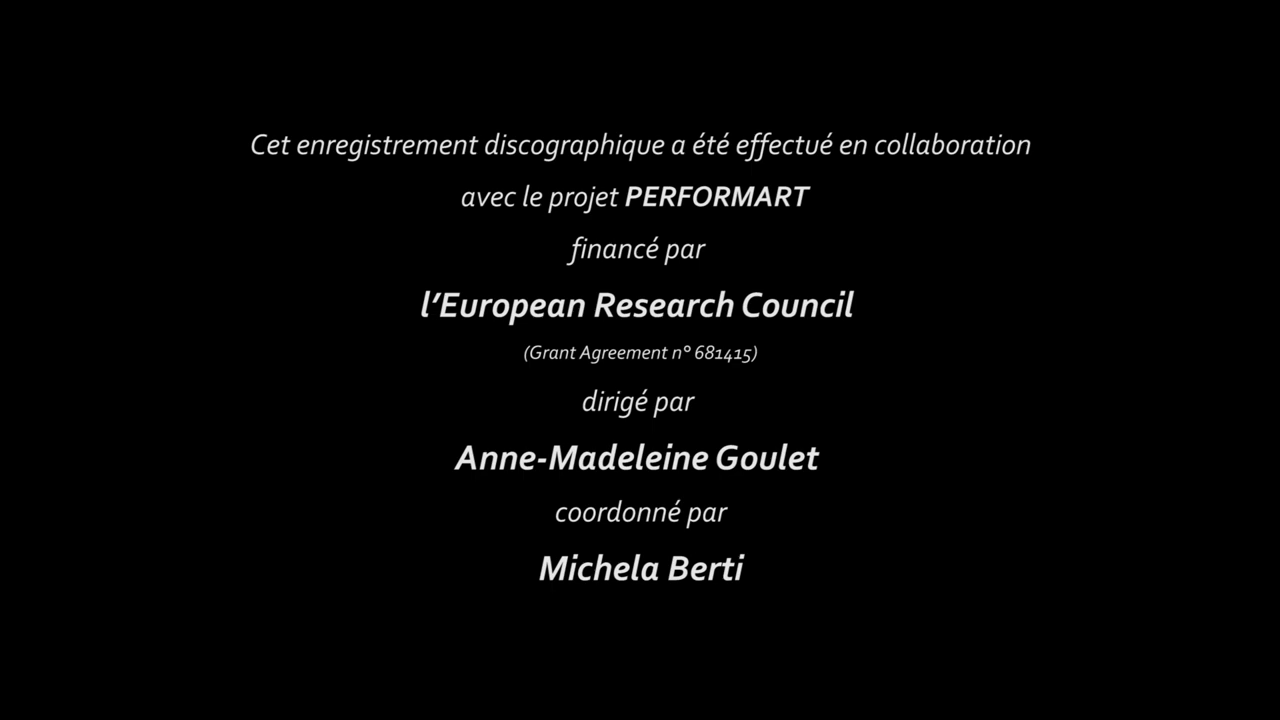 Cet enregistrement discographique a été effectué en collaboration
avec le projet PERFORMART
financé par
l’European Research Council
(Grant Agreement n° 681415)
dirigé par
Anne-Madeleine Goulet
coordonné par
Michela Berti